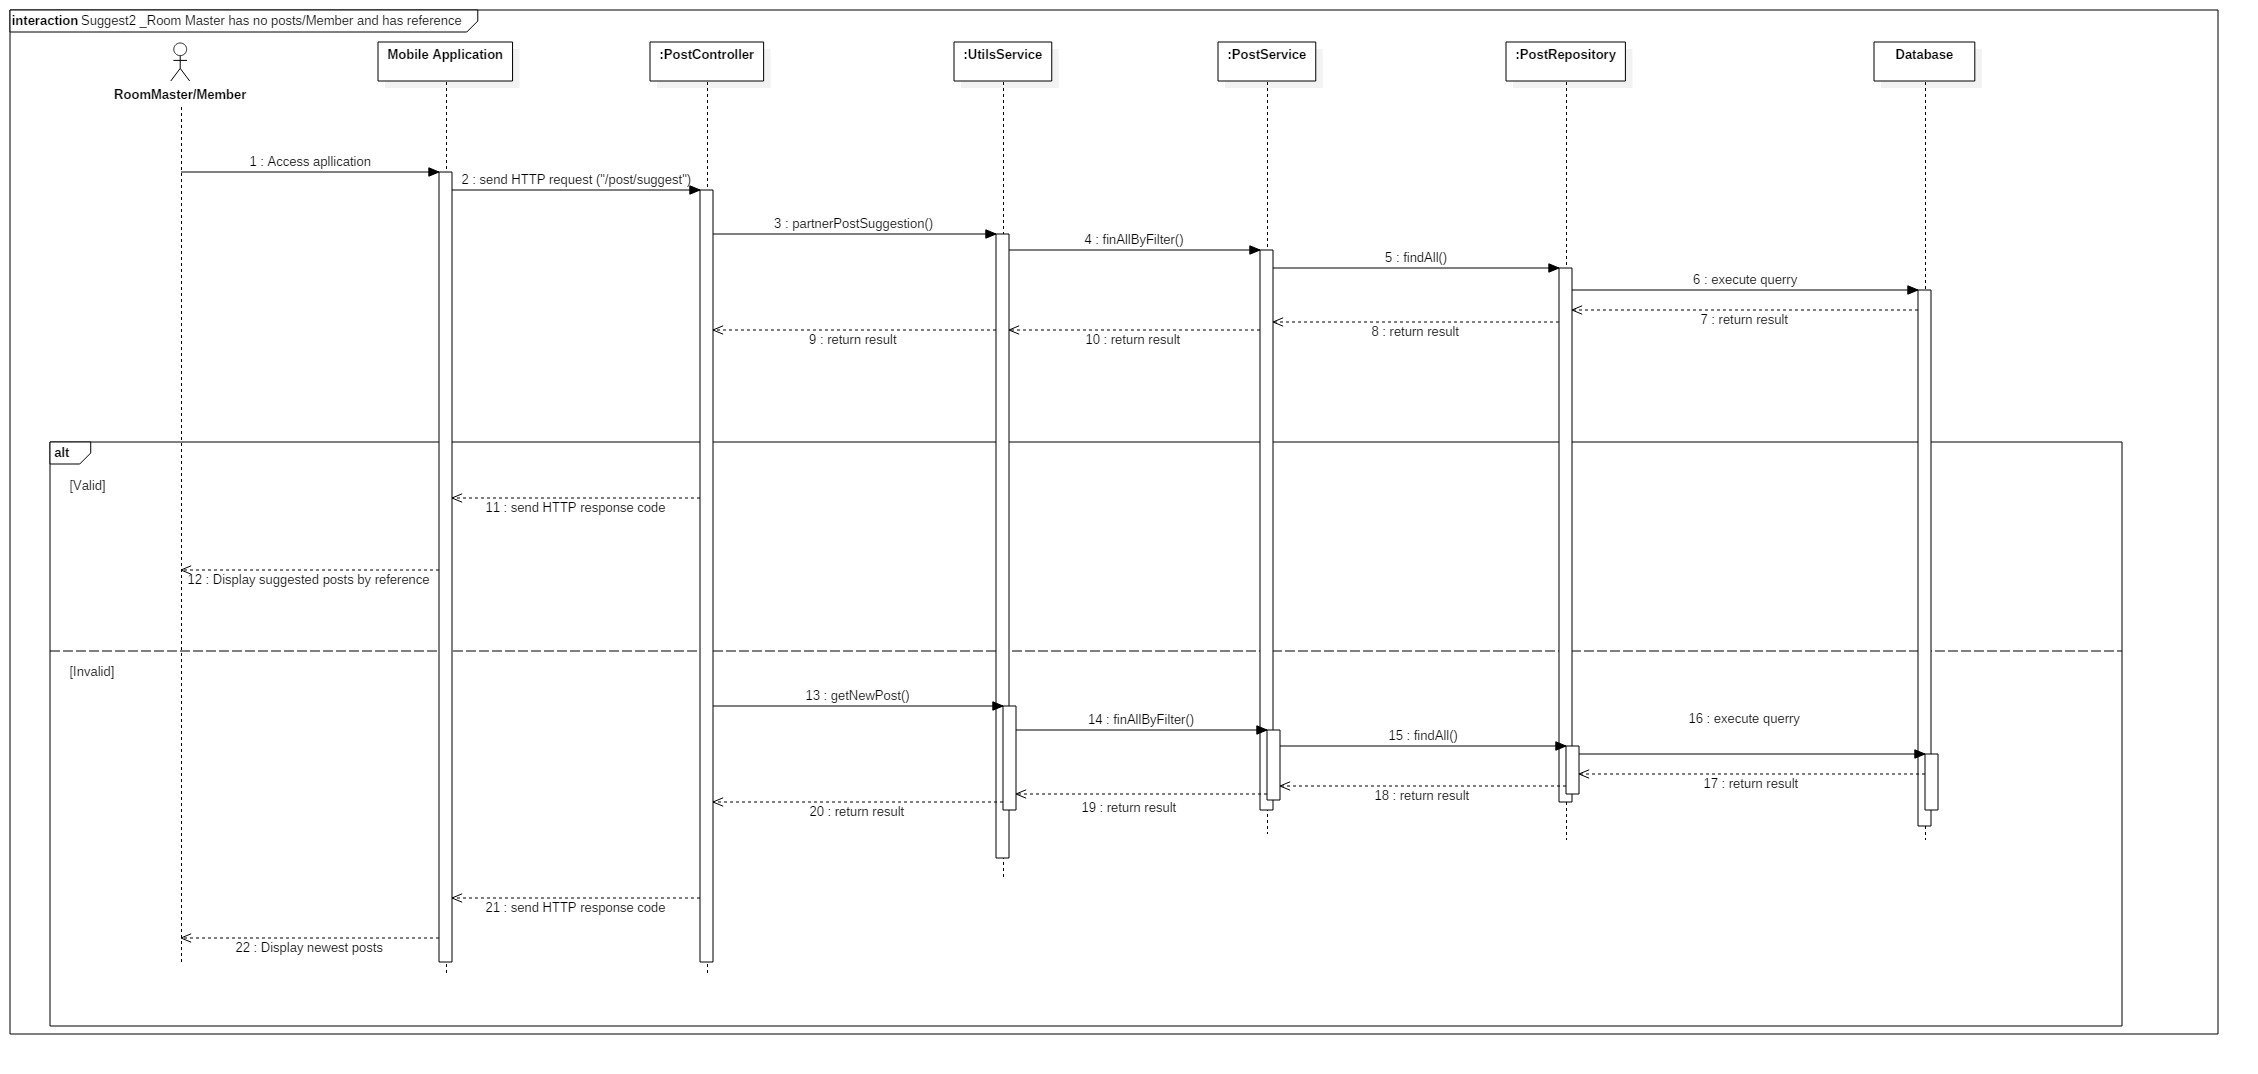 interaction Suggest2 _Room Master has no posts/Member and has reference
RoomMaster/Member
Mobile Application
:PostController
:UtilsService
:PostService
:PostRepository
Database
1 : Access apllication
2 : send HTTP request ("/post/suggest")
3 : partnerPostSuggestion()
4 : finAllByFilter()
5 : findAll()
6 : execute querry
7 : return result
8 : return result
9 : return result
10 : return result
alt
[Valid]
11 : send HTTP response code
12 : Display suggested posts by reference
[Invalid]
13 : getNewPost()
14 : finAllByFilter()
15 : findAll()
16 : execute querry
17 : return result
18 : return result
19 : return result
20 : return result
21 : send HTTP response code
22 : Display newest posts